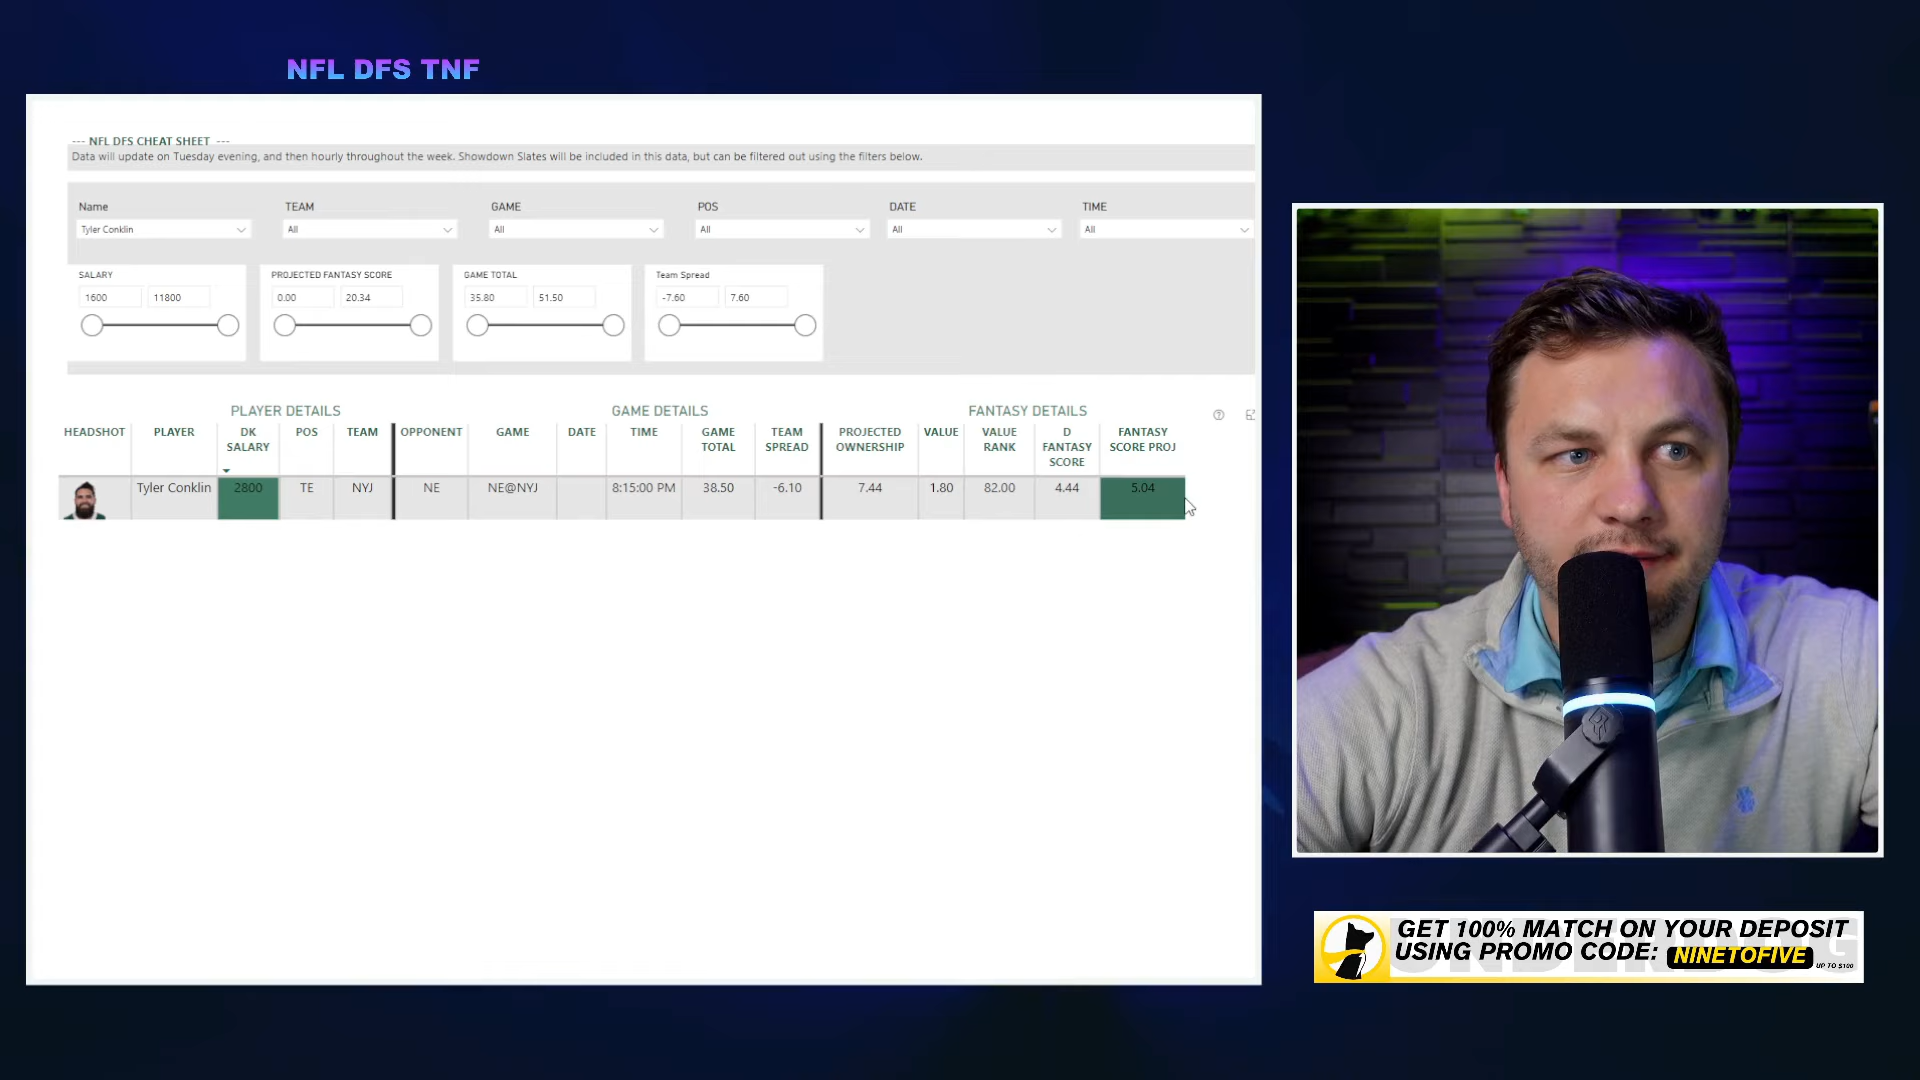 NFL DFS TNF
--- NFL DFS CHEAT SHEET ---
Data will update on Tuesday evening, and then hourly throughout the week. Showdown Slates will be included in this data, but can be filtered out using the filters below.
Name TEAM GAME POS DATE TIME
Tyler Conklin All All All All All
SALARY PROJECTED FANTASY SCORE GAME TOTAL Team Spread
1600 11800 0.00 20.34 35.80 51.50 -7.60 7.60
PLAYER DETAILS GAME DETAILS FANTASY DETAILS
HEADSHOT PLAYER DK SALARY POS TEAM OPPONENT GAME DATE TIME GAME TOTAL TEAM SPREAD PROJECTED OWNERSHIP VALUE VALUE RANK D FANTASY SCORE FANTASY SCORE PROJ
Tyler Conklin 2800 TE NYJ NE NE@NYJ 8:15:00 PM 38.50 -6.10 7.44 1.80 82.00 4.44 5.04
GET 100% MATCH ON YOUR DEPOSIT
USING PROMO CODE: NINETOFIVE UP TO $100